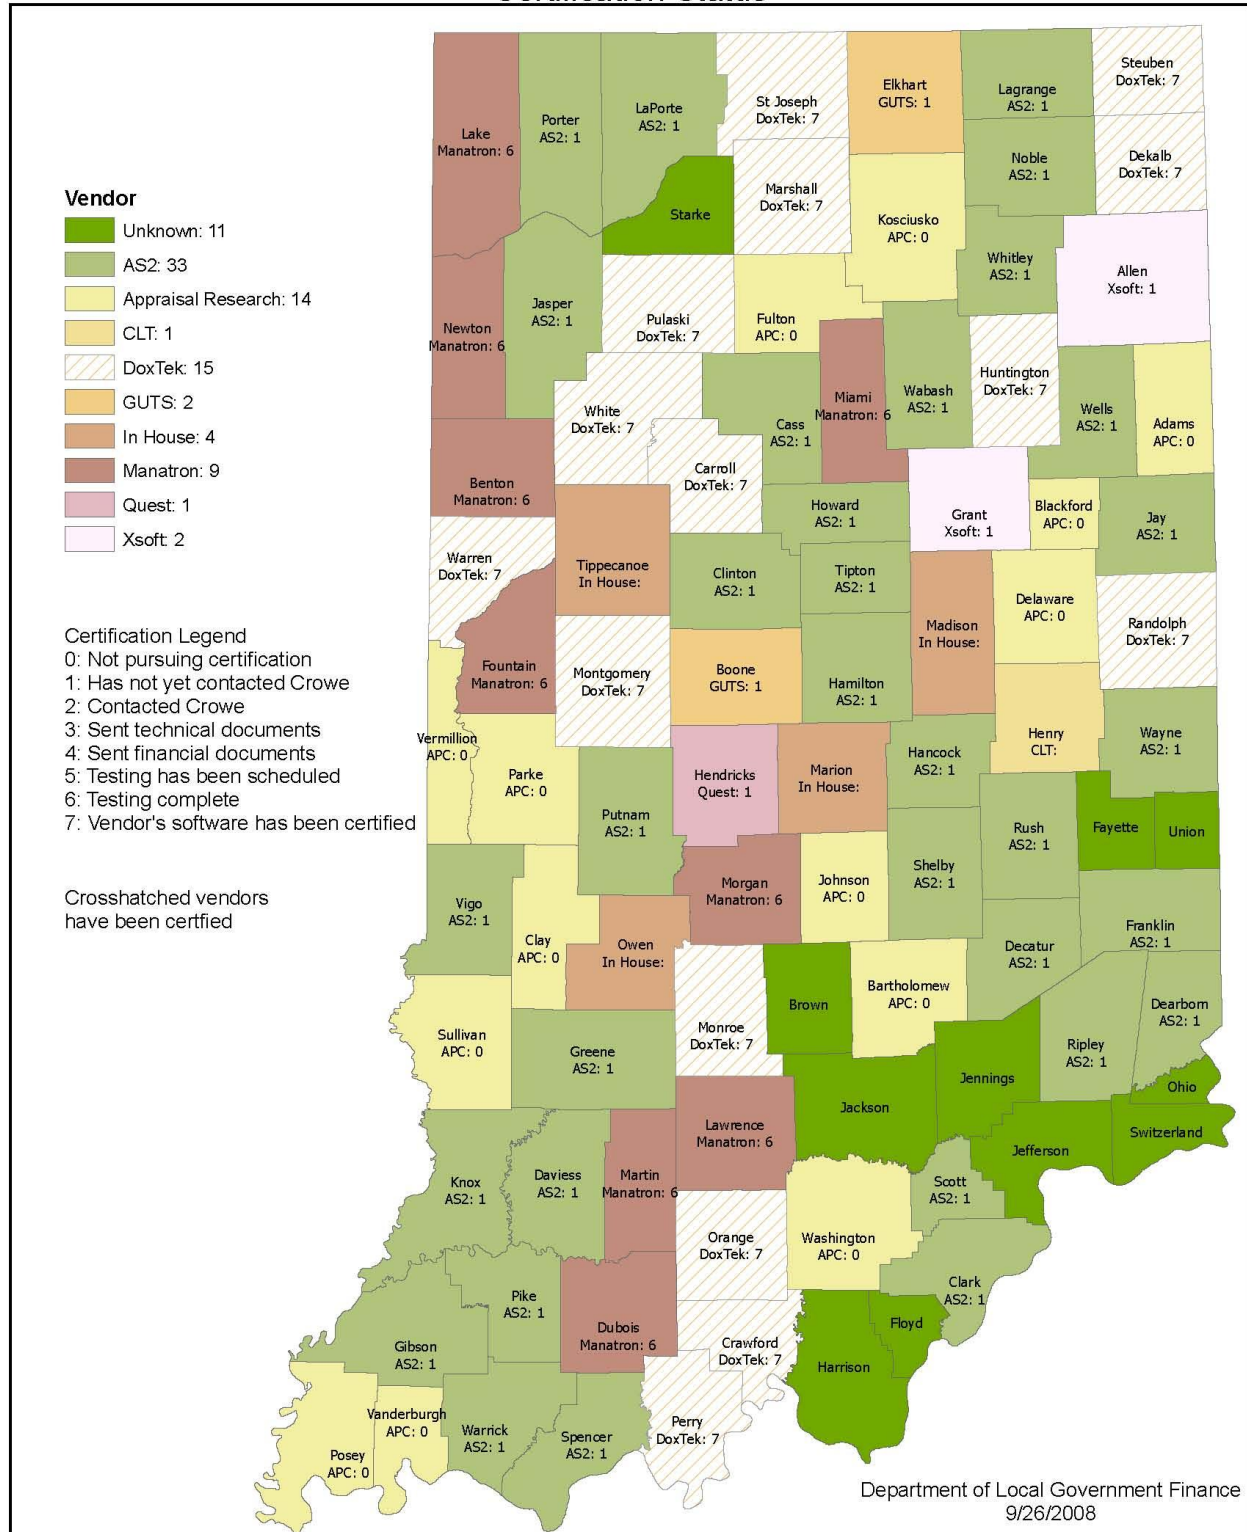 Vendor
Unknown: 11
AS2: 33
Appraisal Research: 14
CLT: 1
DoxTek: 15
GUTS: 2
In House: 4
Manatron: 9
Quest: 1
Xsoft: 2
Certification Legend
0: Not pursuing certification
1: Has not yet contacted Crowe
2: Contacted Crowe
3: Sent technical documents
4: Sent financial documents
5: Testing has been scheduled
6: Testing complete
7: Vendor's software has been certified
Crosshatched vendors
have been certfied
Lake
Manatron: 6
Porter
AS2: 1
LaPorte
AS2: 1
St Joseph
DoxTek: 7
Elkhart
GUTS: 1
Lagrange
AS2: 1
Steuben
DoxTek: 7
Noble
AS2: 1
Dekalb
DoxTek: 7
Marshall
DoxTek: 7
Starke
Kosciusko
APC: 0
Whitley
AS2: 1
Allen
Xsoft: 1
Newton
Manatron: 6
Jasper
AS2: 1
Pulaski
DoxTek: 7
Fulton
APC: 0
Miami
Manatron: 6
Wabash
AS2: 1
Huntington
DoxTek: 7
Wells
AS2: 1
Adams
APC: 0
White
DoxTek: 7
Cass
AS2: 1
Carroll
DoxTek: 7
Benton
Manatron: 6
Howard
AS2: 1
Grant
Xsoft: 1
Blackford
APC: 0
Jay
AS2: 1
Warren
DoxTek: 7
Tippecanoe
In House:
Clinton
AS2: 1
Tipton
AS2: 1
Madison
In House:
Delaware
APC: 0
Randolph
DoxTek: 7
Fountain
Manatron: 6
Montgomery
DoxTek: 7
Boone
GUTS: 1
Hamilton
AS2: 1
Henry
CLT:
Wayne
AS2: 1
Vermillion
APC: 0
Parke
APC: 0
Hendricks
Quest: 1
Marion
In House:
Hancock
AS2: 1
Putnam
AS2: 1
Rush
AS2: 1
Fayette
Union
Shelby
AS2: 1
Vigo
AS2: 1
Morgan
Manatron: 6
Johnson
APC: 0
Clay
APC: 0
Owen
In House:
Franklin
AS2: 1
Decatur
AS2: 1
Brown
Bartholomew
APC: 0
Dearborn
AS2: 1
Sullivan
APC: 0
Greene
AS2: 1
Monroe
DoxTek: 7
Ripley
AS2: 1
Jennings
Ohio
Jackson
Switzerland
Lawrence
Manatron: 6
Jefferson
Knox
AS2: 1
Daviess
AS2: 1
Martin
Manatron: 6
Scott
AS2: 1
Orange
DoxTek: 7
Washington
APC: 0
Clark
AS2: 1
Pike
AS2: 1
Dubois
Manatron: 6
Gibson
AS2: 1
Crawford
DoxTek: 7
Floyd
Harrison
Vanderburgh
APC: 0
Warrick
AS2: 1
Spencer
AS2: 1
Perry
DoxTek: 7
Posey
APC: 0
Department of Local Government Finance
9/26/2008